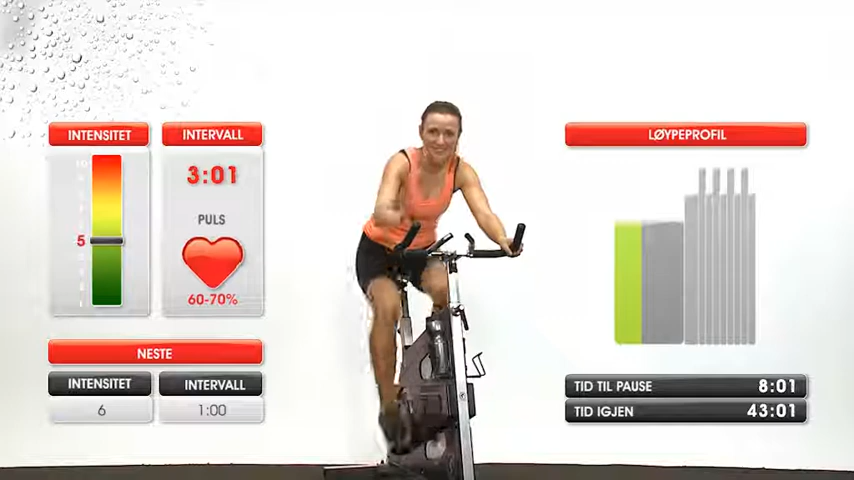 INTENSITET
INTERVALL
LØYPEPROFIL
3:01
PULS
5
60-70%
NESTE
INTENSITET
INTERVALL
6
1:00
TID TIL PAUSE
8:01
TID IGJEN
43:01